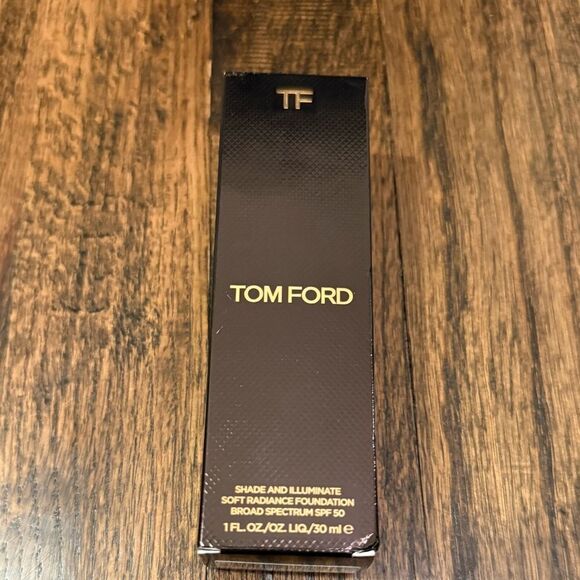 TF
TOM FORD
SHADE AND ILLUMINATE
SOFT RADIANCE FOUNDATION
BROAD SPECTRUM SPF 50
1 FL.OZ./OZ. LIQ./30 ml ℮